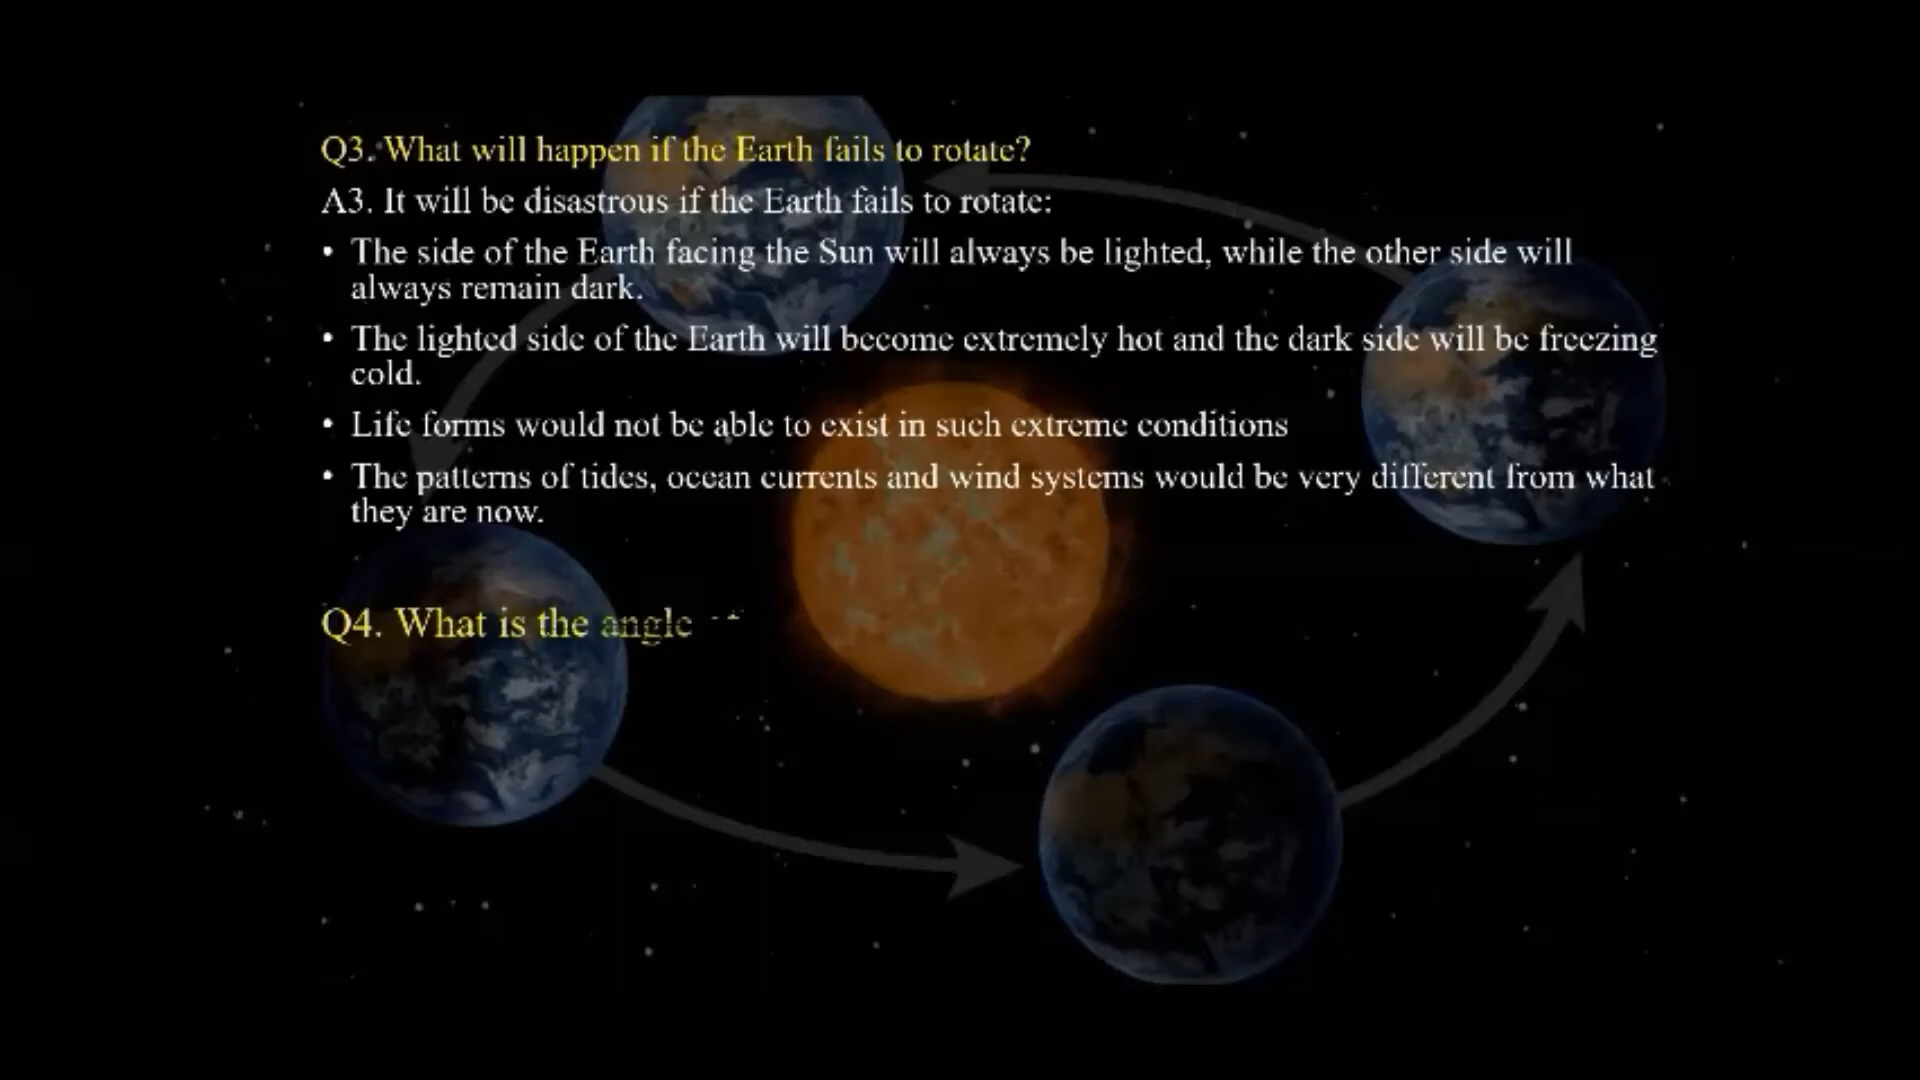 Q3. What will happen if the Earth fails to rotate?
A3. It will be disastrous if the Earth fails to rotate:
• The side of the Earth facing the Sun will always be lighted, while the other side will
always remain dark.
• The lighted side of the Earth will become extremely hot and the dark side will be freezing
cold.
• Life forms would not be able to exist in such extreme conditions
• The patterns of tides, ocean currents and wind systems would be very different from what
they are now.
Q4. What is the angle